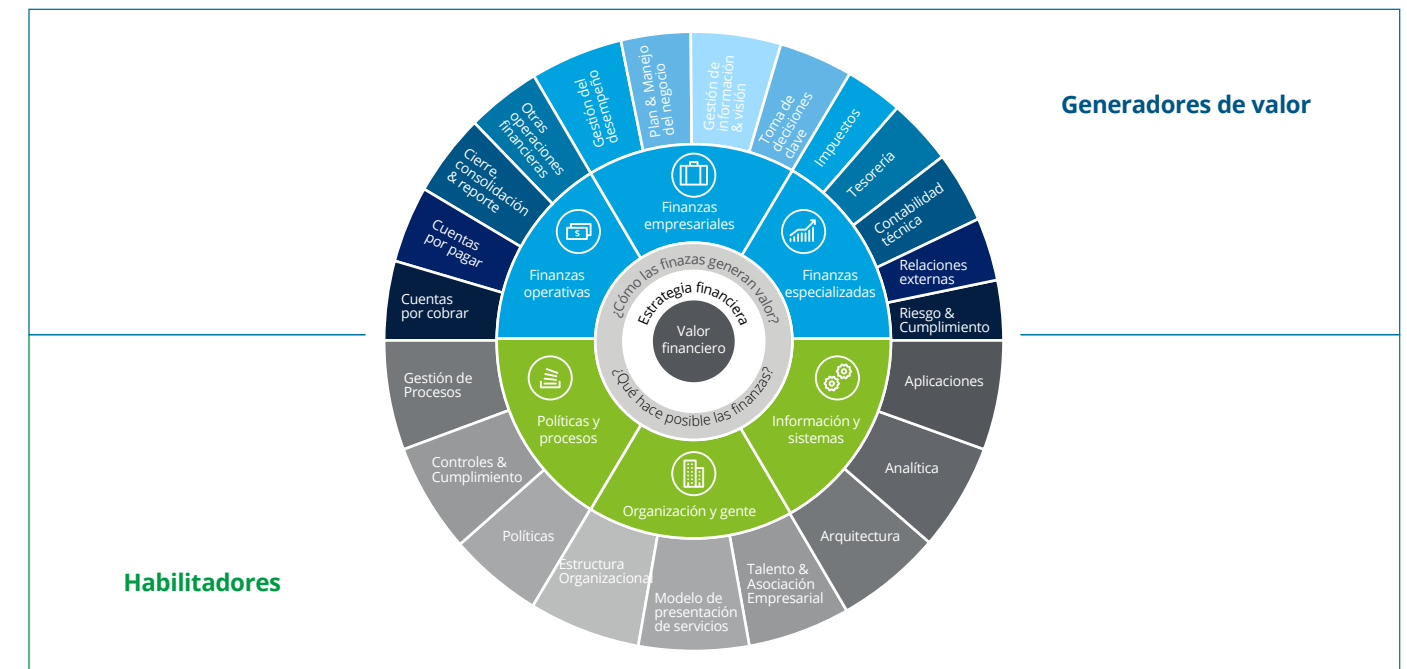 Generadores de valor
Gestión del
desempeño
Plan & Manejo
del negocio
Gestión de
información
& visión
Toma de
decisiones
clave
Impuestos
Tesorería
Contabilidad
técnica
Relaciones
externas
Riesgo &
Cumplimiento
Otras
operaciones
financieras
Cierre,
consolidación
& reporte
Cuentas
por pagar
Cuentas
por cobrar
Finanzas
empresariales
Finanzas
operativas
Finanzas
especializadas
¿Cómo las finazas generan valor?
Estrategia financiera
Valor
financiero
¿Qué hace posible las finanzas?
Políticas y
procesos
Información y
sistemas
Organización y gente
Gestión de
Procesos
Controles &
Cumplimiento
Políticas
Estructura
Organizacional
Modelo de
presentación
de servicios
Talento &
Asociación
Empresarial
Arquitectura
Analítica
Aplicaciones
Habilitadores